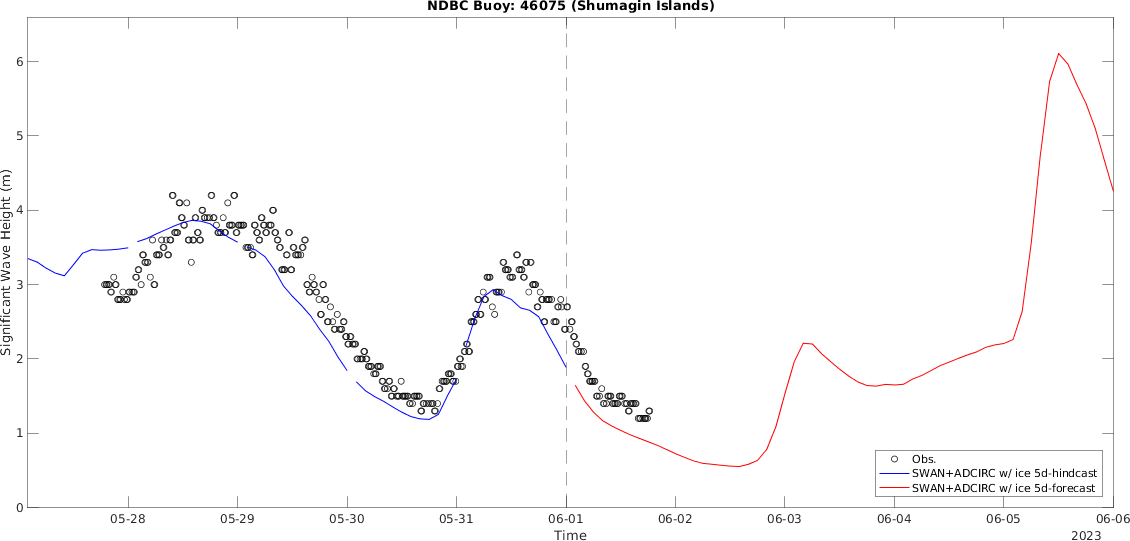 NDBC Buoy: 46075 (Shumagin Islands)
Significant Wave Height (m)
6
5
4
3
2
1
0
Obs.
SWAN+ADCIRC w/ ice 5d-hindcast
SWAN+ADCIRC w/ ice 5d-forecast
05-28 05-29 05-30 05-31 06-01 06-02 06-03 06-04 06-05 06-06
Time
2023